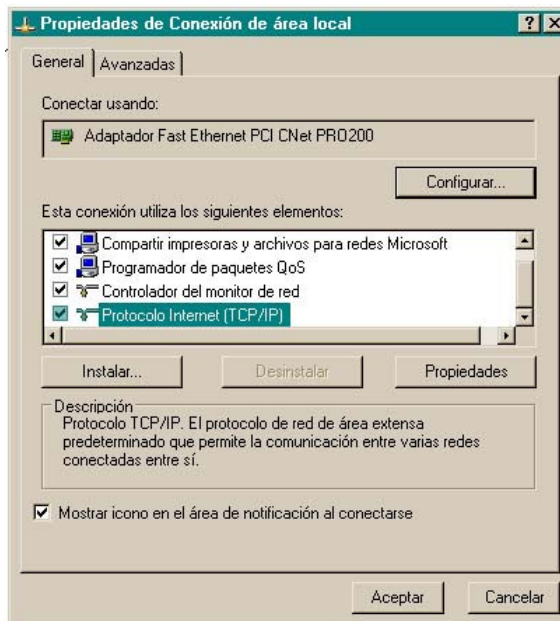 Propiedades de Conexión de área local
General
Avanzadas
Conectar usando:
Adaptador Fast Ethernet PCI CNet PRO200
Configurar...
Esta conexión utiliza los siguientes elementos:
Compartir impresoras y archivos para redes Microsoft
Programador de paquetes QoS
Controlador del monitor de red
Protocolo Internet (TCP/IP)
Instalar...
Desinstalar
Propiedades
Descripción
Protocolo TCP/IP. El protocolo de red de área extensa
predeterminado que permite la comunicación entre varias redes
conectadas entre sí.
Mostrar icono en el área de notificación al conectarse
Aceptar
Cancelar